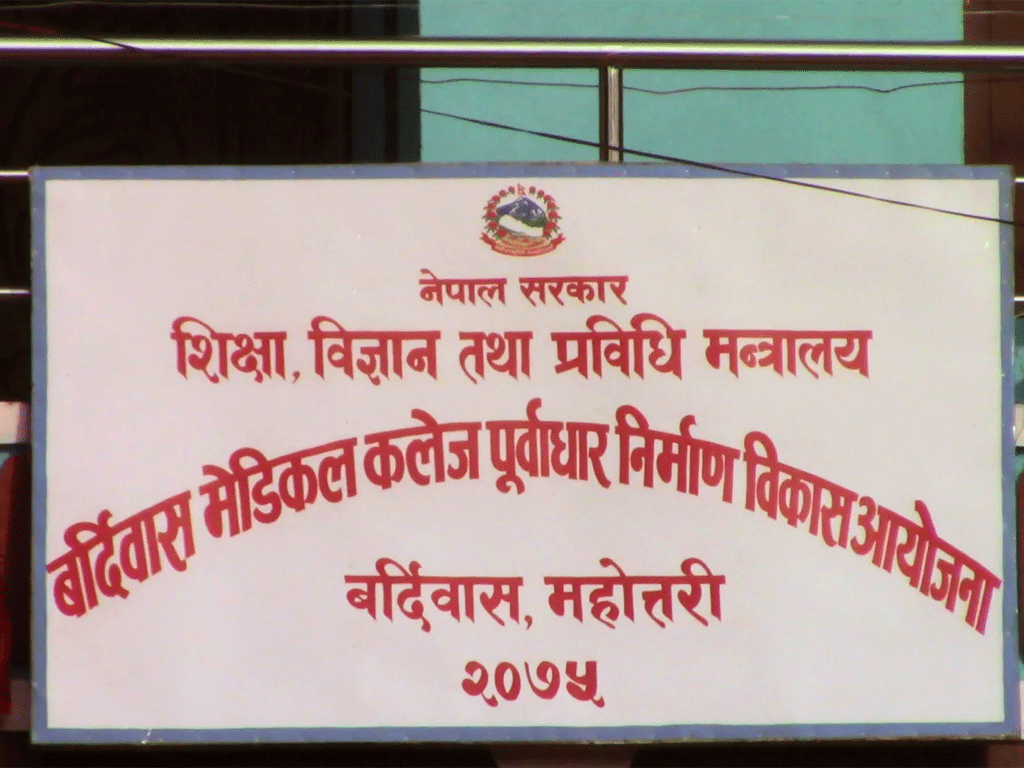 नेपाल सरकार
शिक्षा, विज्ञान तथा प्रविधि मन्त्रालय
बर्दिवास मेडिकल कलेज पूर्वाधार निर्माण विकास आयोजना
बर्दिवास, महोत्तरी
२०७५